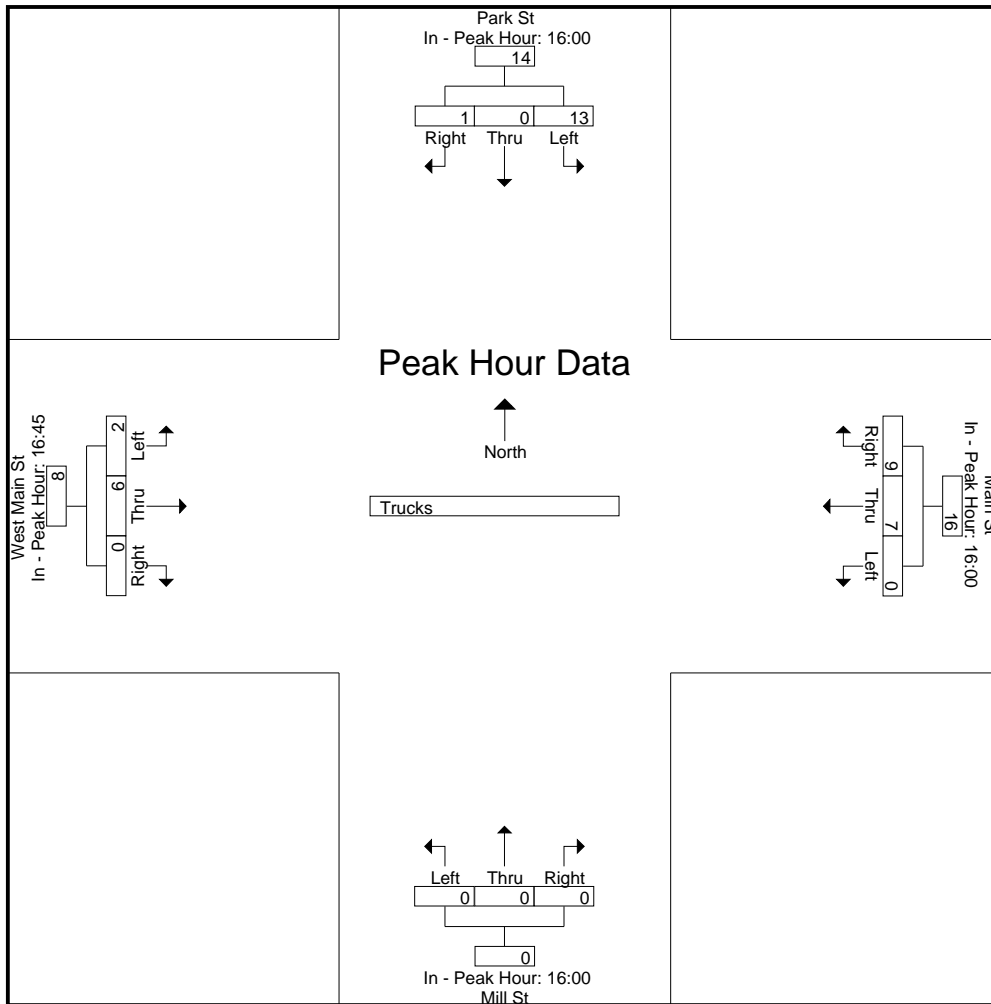 Park St
In - Peak Hour: 16:00
14
1 0 13
Right Thru Left
Peak Hour Data
North
Trucks
West Main St
In - Peak Hour: 16:45
8
2 6 0
Left Thru Right
Main St
In - Peak Hour: 16:00
16
9 7 0
Right Thru Left
Left Thru Right
0 0 0
0
In - Peak Hour: 16:00
Mill St